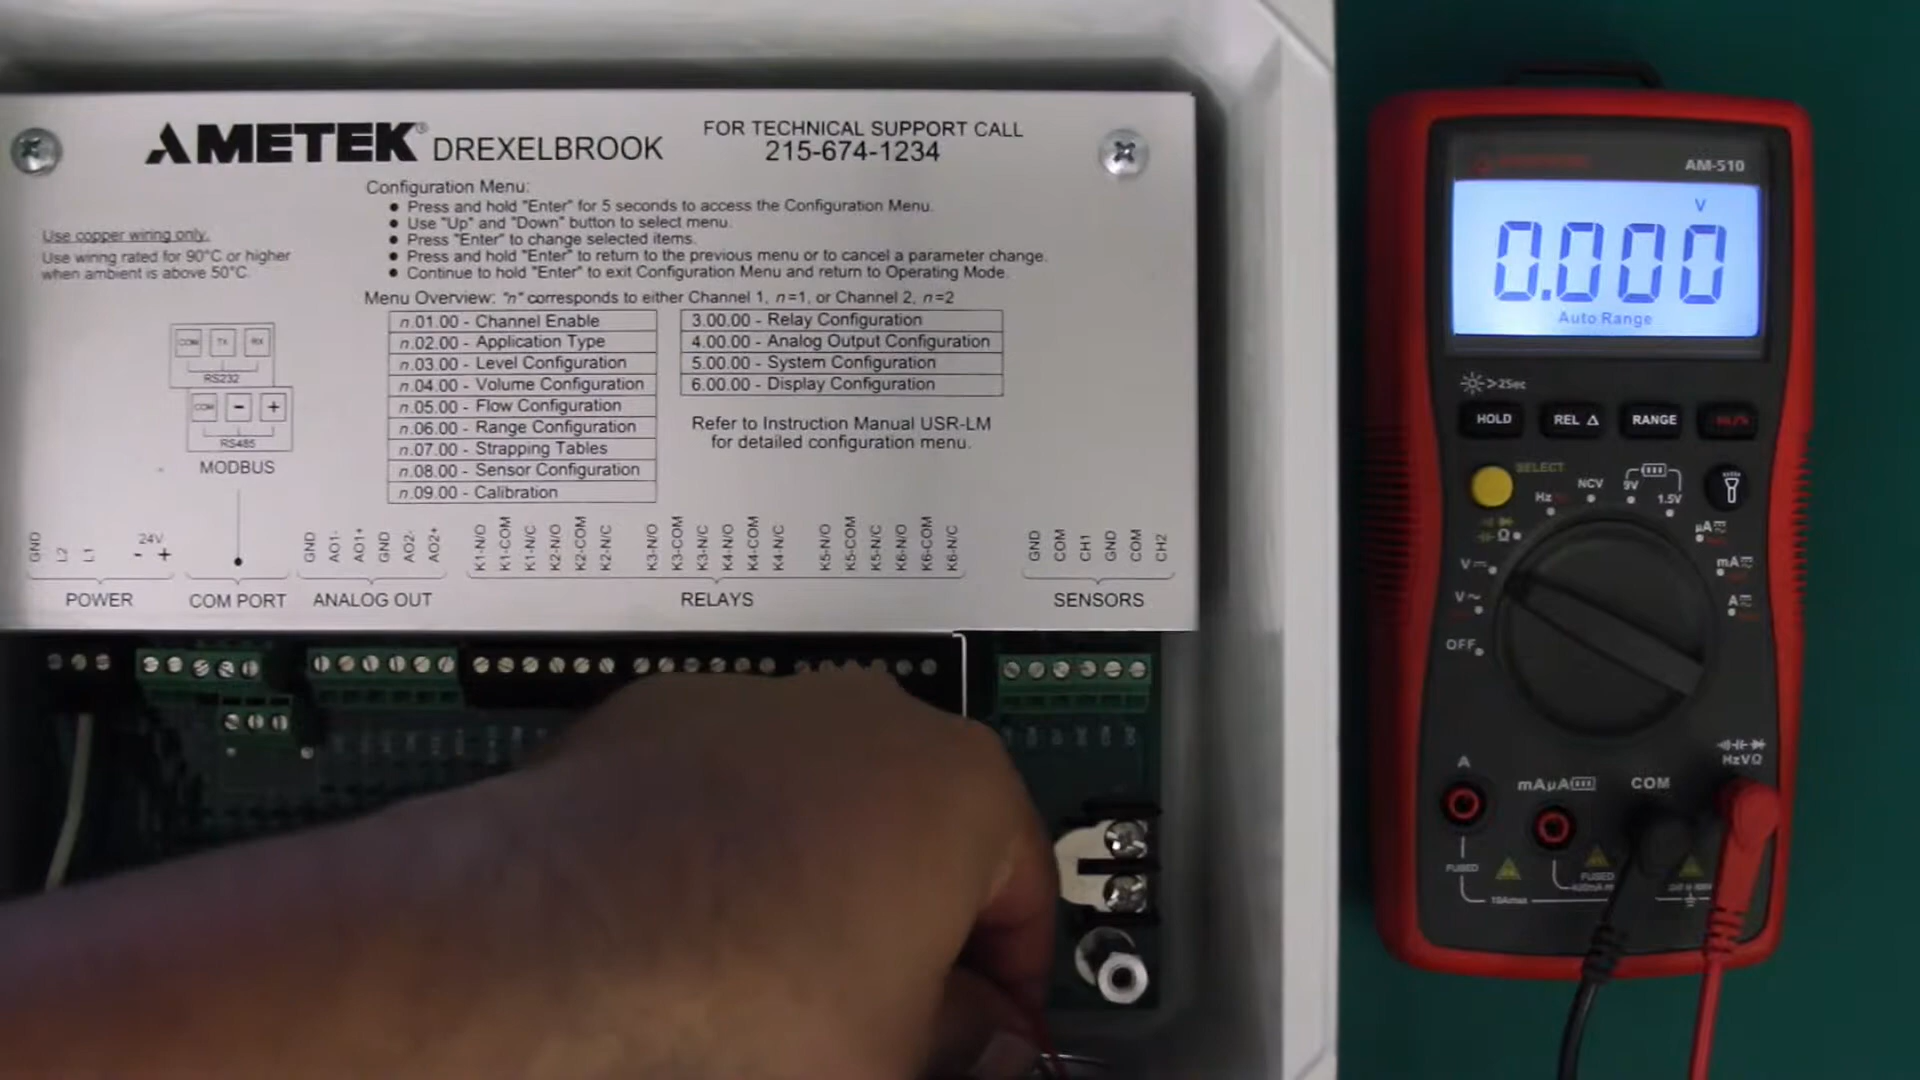 AMETEK® DREXELBROOK
FOR TECHNICAL SUPPORT CALL
215-674-1234
Configuration Menu:
● Press and hold "Enter" for 5 seconds to access the Configuration Menu.
● Use "Up" and "Down" button to select menu.
● Press "Enter" to change selected items.
● Press and hold "Enter" to return to the previous menu or to cancel a parameter change.
● Continue to hold "Enter" to exit Configuration Menu and return to Operating Mode.
Use copper wiring only.
Use wiring rated for 90°C or higher
when ambient is above 50°C.
Menu Overview: "n" corresponds to either Channel 1, n=1, or Channel 2, n=2
n.01.00 - Channel Enable
n.02.00 - Application Type
n.03.00 - Level Configuration
n.04.00 - Volume Configuration
n.05.00 - Flow Configuration
n.06.00 - Range Configuration
n.07.00 - Strapping Tables
n.08.00 - Sensor Configuration
n.09.00 - Calibration
3.00.00 - Relay Configuration
4.00.00 - Analog Output Configuration
5.00.00 - System Configuration
6.00.00 - Display Configuration
Refer to Instruction Manual USR-LM
for detailed configuration menu.
COM TX RX
RS232
COM - +
RS485
MODBUS
GND L2 L1 24V - +
POWER
COM PORT
GND AO1- AO1+ GND AO2- AO2+
ANALOG OUT
K1-N/O K1-COM K1-N/C K2-N/O K2-COM K2-N/C K3-N/O K3-COM K3-N/C K4-N/O K4-COM K4-N/C K5-N/O K5-COM K5-N/C K6-N/O K6-COM K6-N/C
RELAYS
GND COM CH1 GND COM CH2
SENSORS
AM-510
V
0.000
Auto Range
>2Sec
HOLD
REL Δ
RANGE
SELECT
Hz
NCV
9V
1.5V
Ω
V
V~
OFF
µA
mA
A
A
mAµA
COM
HzVΩ
FUSED
10Amax
FUSED